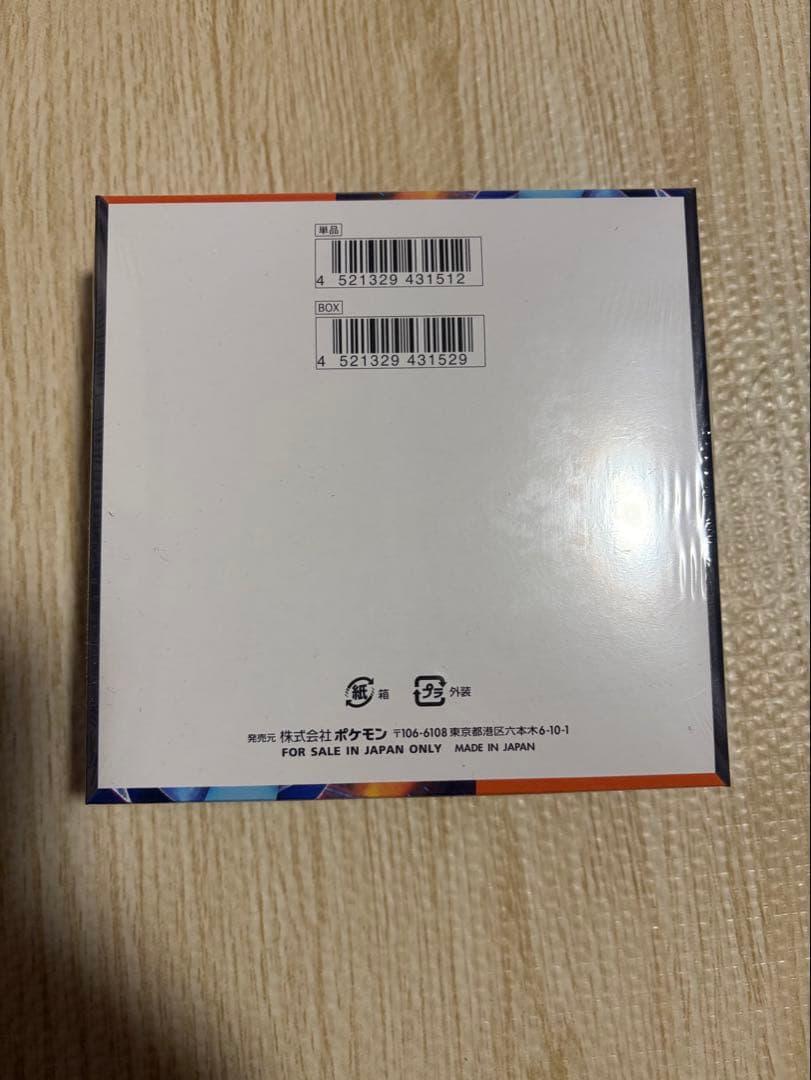 単品
4 521329 431512
BOX
4 521329 431529
紙 箱 プラ 外装
発売元 株式会社 ポケモン 〒106-6108 東京都港区六本木6-10-1
FOR SALE IN JAPAN ONLY MADE IN JAPAN